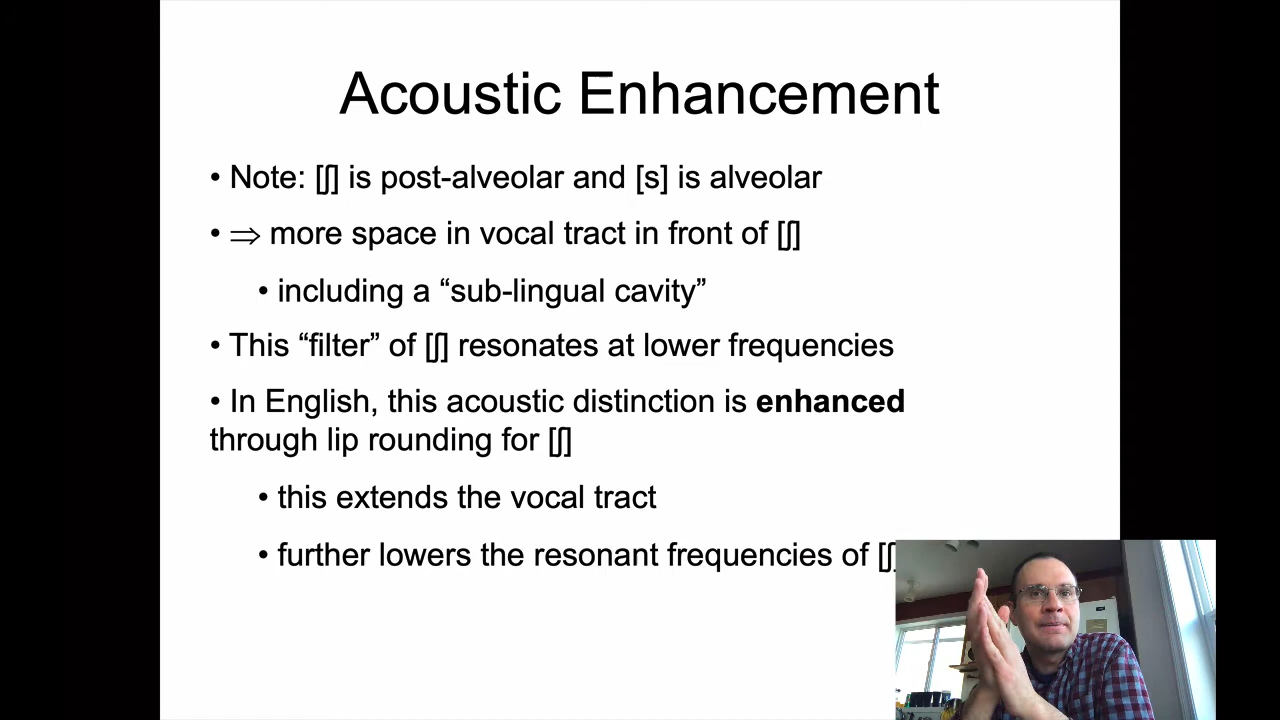 Acoustic Enhancement
• Note: [ʃ] is post-alveolar and [s] is alveolar
• ⇒ more space in vocal tract in front of [ʃ]
• including a “sub-lingual cavity”
• This “filter” of [ʃ] resonates at lower frequencies
• In English, this acoustic distinction is enhanced
through lip rounding for [ʃ]
• this extends the vocal tract
• further lowers the resonant frequencies of [ʃ